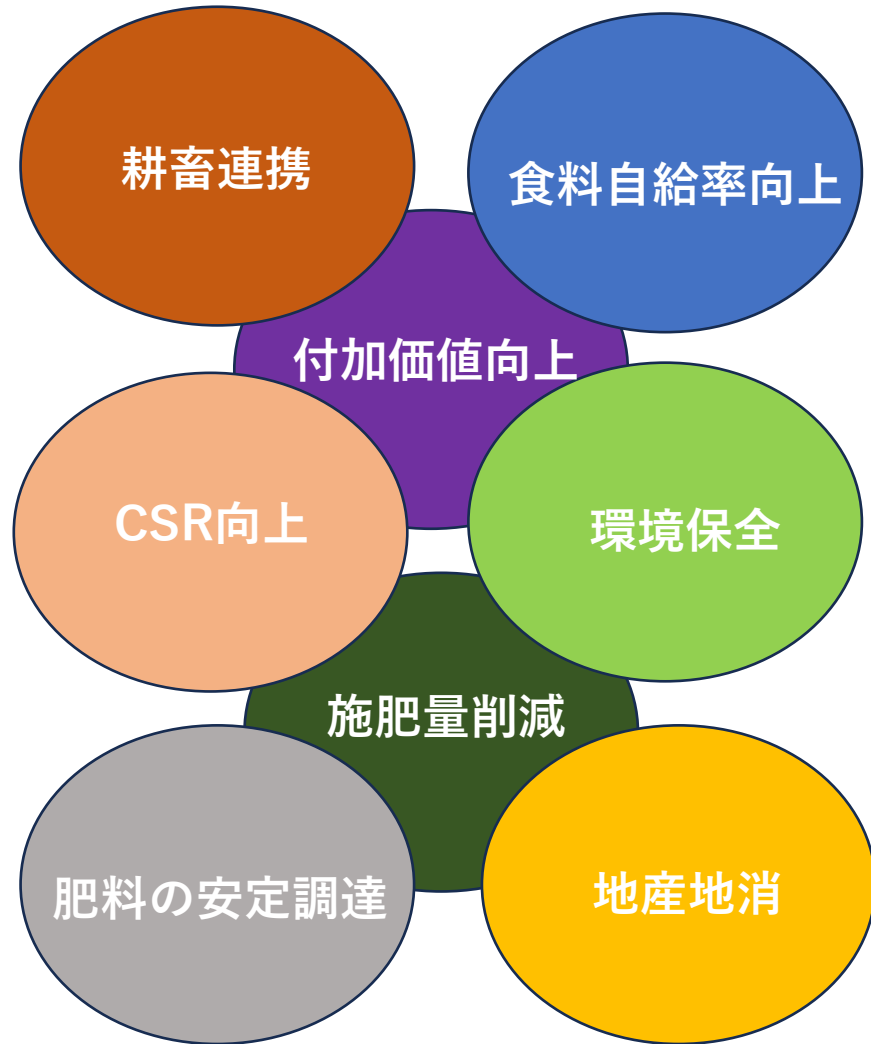 耕畜連携
食料自給率向上
付加価値向上
CSR向上
環境保全
施肥量削減
肥料の安定調達
地産地消